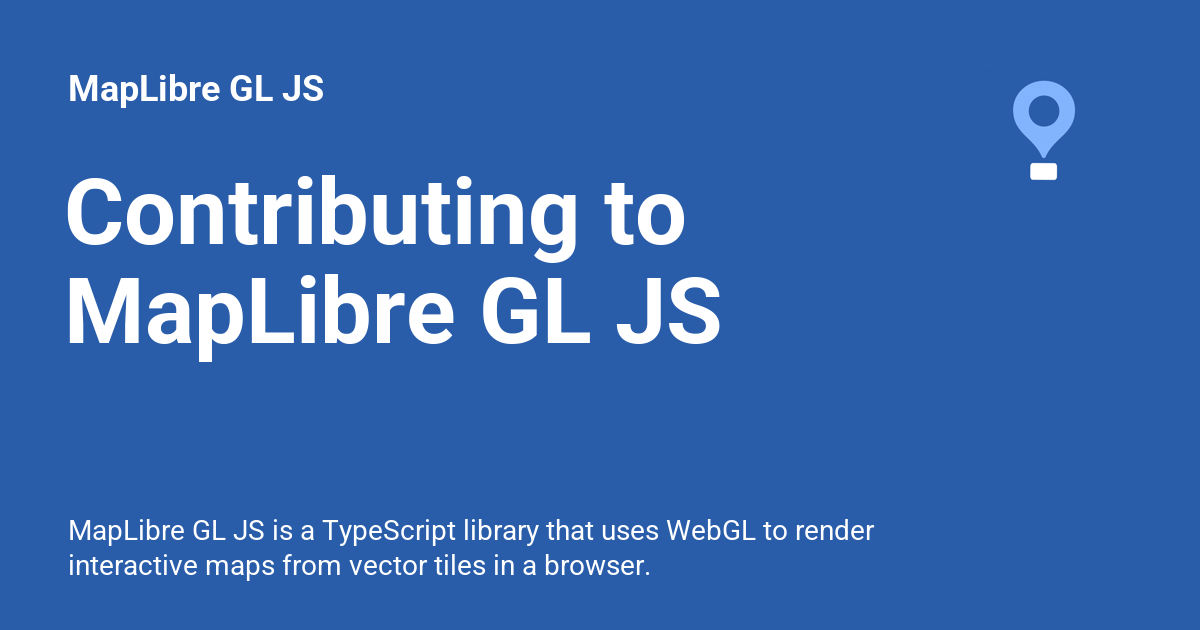 MapLibre GL JS
Contributing to
MapLibre GL JS
MapLibre GL JS is a TypeScript library that uses WebGL to render
interactive maps from vector tiles in a browser.